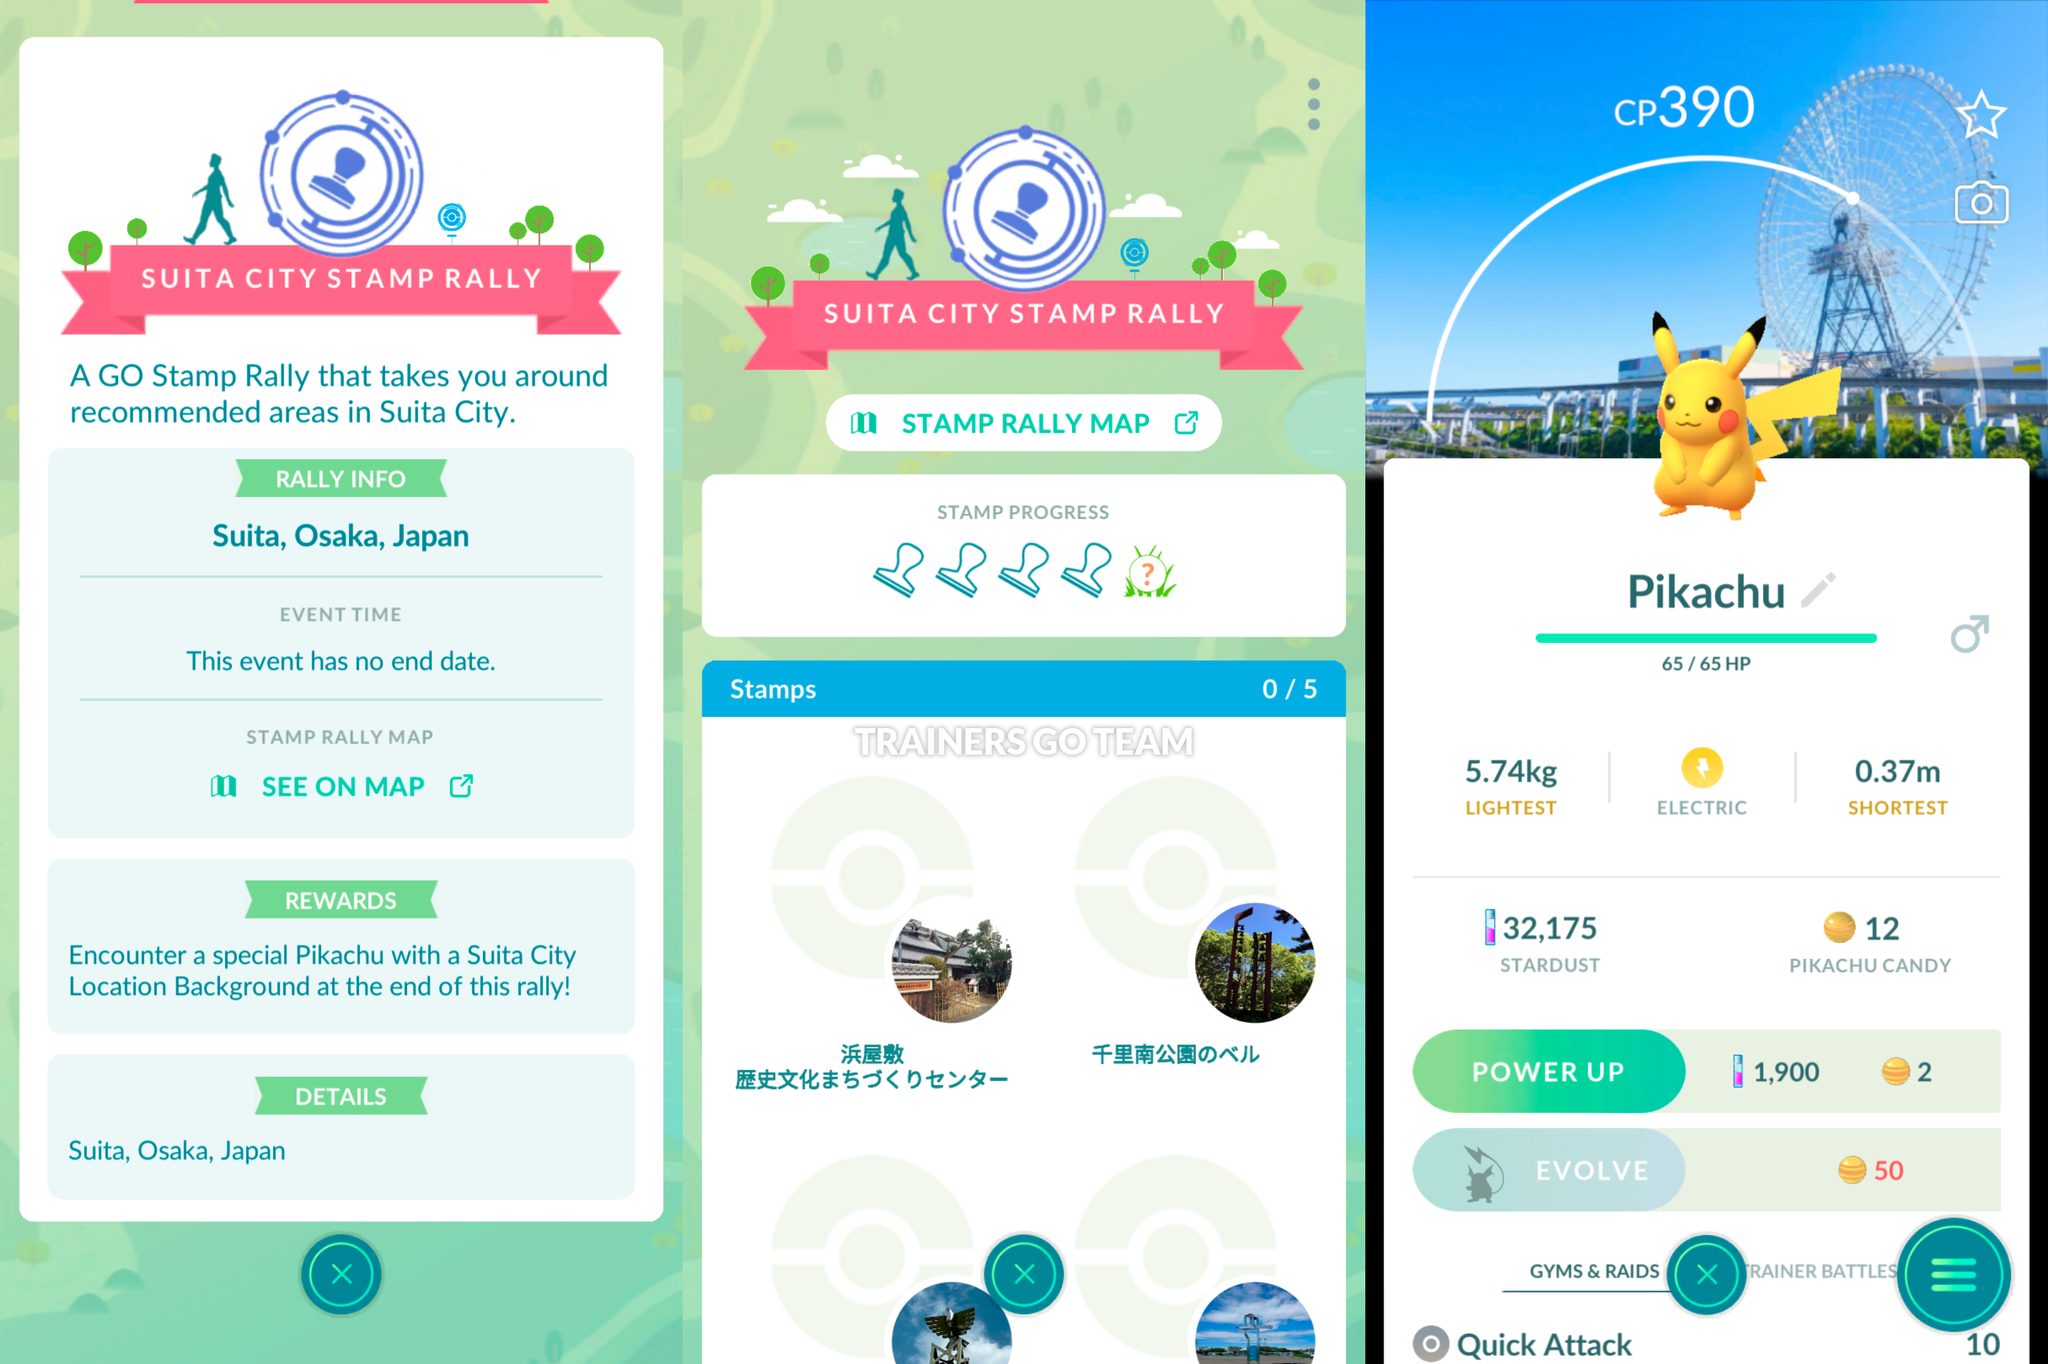 SUITA CITY STAMP RALLY
A GO Stamp Rally that takes you around
recommended areas in Suita City.
RALLY INFO
Suita, Osaka, Japan
EVENT TIME
This event has no end date.
STAMP RALLY MAP
SEE ON MAP
REWARDS
Encounter a special Pikachu with a Suita City
Location Background at the end of this rally!
DETAILS
Suita, Osaka, Japan
SUITA CITY STAMP RALLY
STAMP RALLY MAP
STAMP PROGRESS
?
Stamps 0 / 5
TRAINERS GO TEAM
浜屋敷
歴史文化まちづくりセンター
千里南公園のベル
CP390
Pikachu
65 / 65 HP
5.74kg
LIGHTEST
ELECTRIC
0.37m
SHORTEST
32,175
STARDUST
12
PIKACHU CANDY
POWER UP 1,900 2
EVOLVE 50
GYMS & RAIDS TRAINER BATTLES
Quick Attack 10